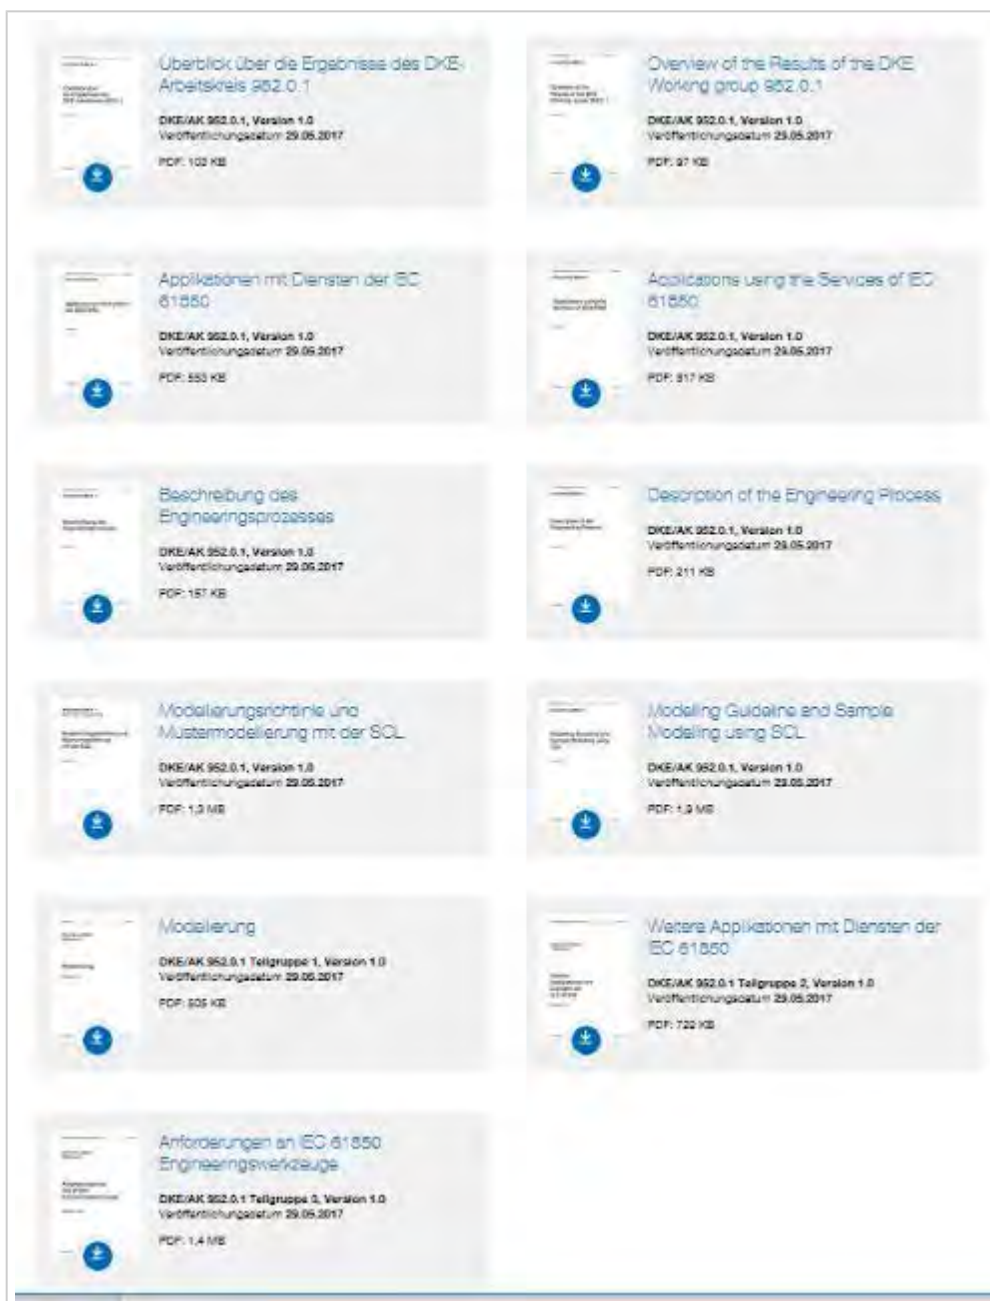 Überblick über die Ergebnisse des DKE-
Arbeitskreis 952.0.1
DKE/AK 952.0.1, Version 1.0
Veröffentlichungsdatum 29.05.2017
PDF: 102 KB
Overview of the Results of the DKE
Working group 952.0.1
DKE/AK 952.0.1, Version 1.0
Veröffentlichungsdatum 29.05.2017
PDF: 97 KB
Applikationen mit Diensten der IEC
61850
DKE/AK 952.0.1, Version 1.0
Veröffentlichungsdatum 29.05.2017
PDF: 553 KB
Applications using the Services of IEC
61850
DKE/AK 952.0.1, Version 1.0
Veröffentlichungsdatum 29.05.2017
PDF: 817 KB
Beschreibung des
Engineeringsprozesses
DKE/AK 952.0.1, Version 1.0
Veröffentlichungsdatum 29.05.2017
PDF: 187 KB
Description of the Engineering Process
DKE/AK 952.0.1, Version 1.0
Veröffentlichungsdatum 29.05.2017
PDF: 211 KB
Modellierungsrichtlinie und
Mustermodellierung mit der SCL
DKE/AK 952.0.1, Version 1.0
Veröffentlichungsdatum 29.05.2017
PDF: 1,3 MB
Modelling Guideline and Sample
Modelling using SCL
DKE/AK 952.0.1, Version 1.0
Veröffentlichungsdatum 29.05.2017
PDF: 1,3 MB
Modellierung
DKE/AK 952.0.1 Teilgruppe 1, Version 1.0
Veröffentlichungsdatum 29.05.2017
PDF: 505 KB
Weitere Applikationen mit Diensten der
IEC 61850
DKE/AK 952.0.1 Teilgruppe 2, Version 1.0
Veröffentlichungsdatum 29.05.2017
PDF: 722 KB
Anforderungen an IEC 61850
Engineeringswerkzeuge
DKE/AK 952.0.1 Teilgruppe 3, Version 1.0
Veröffentlichungsdatum 29.05.2017
PDF: 1,4 MB